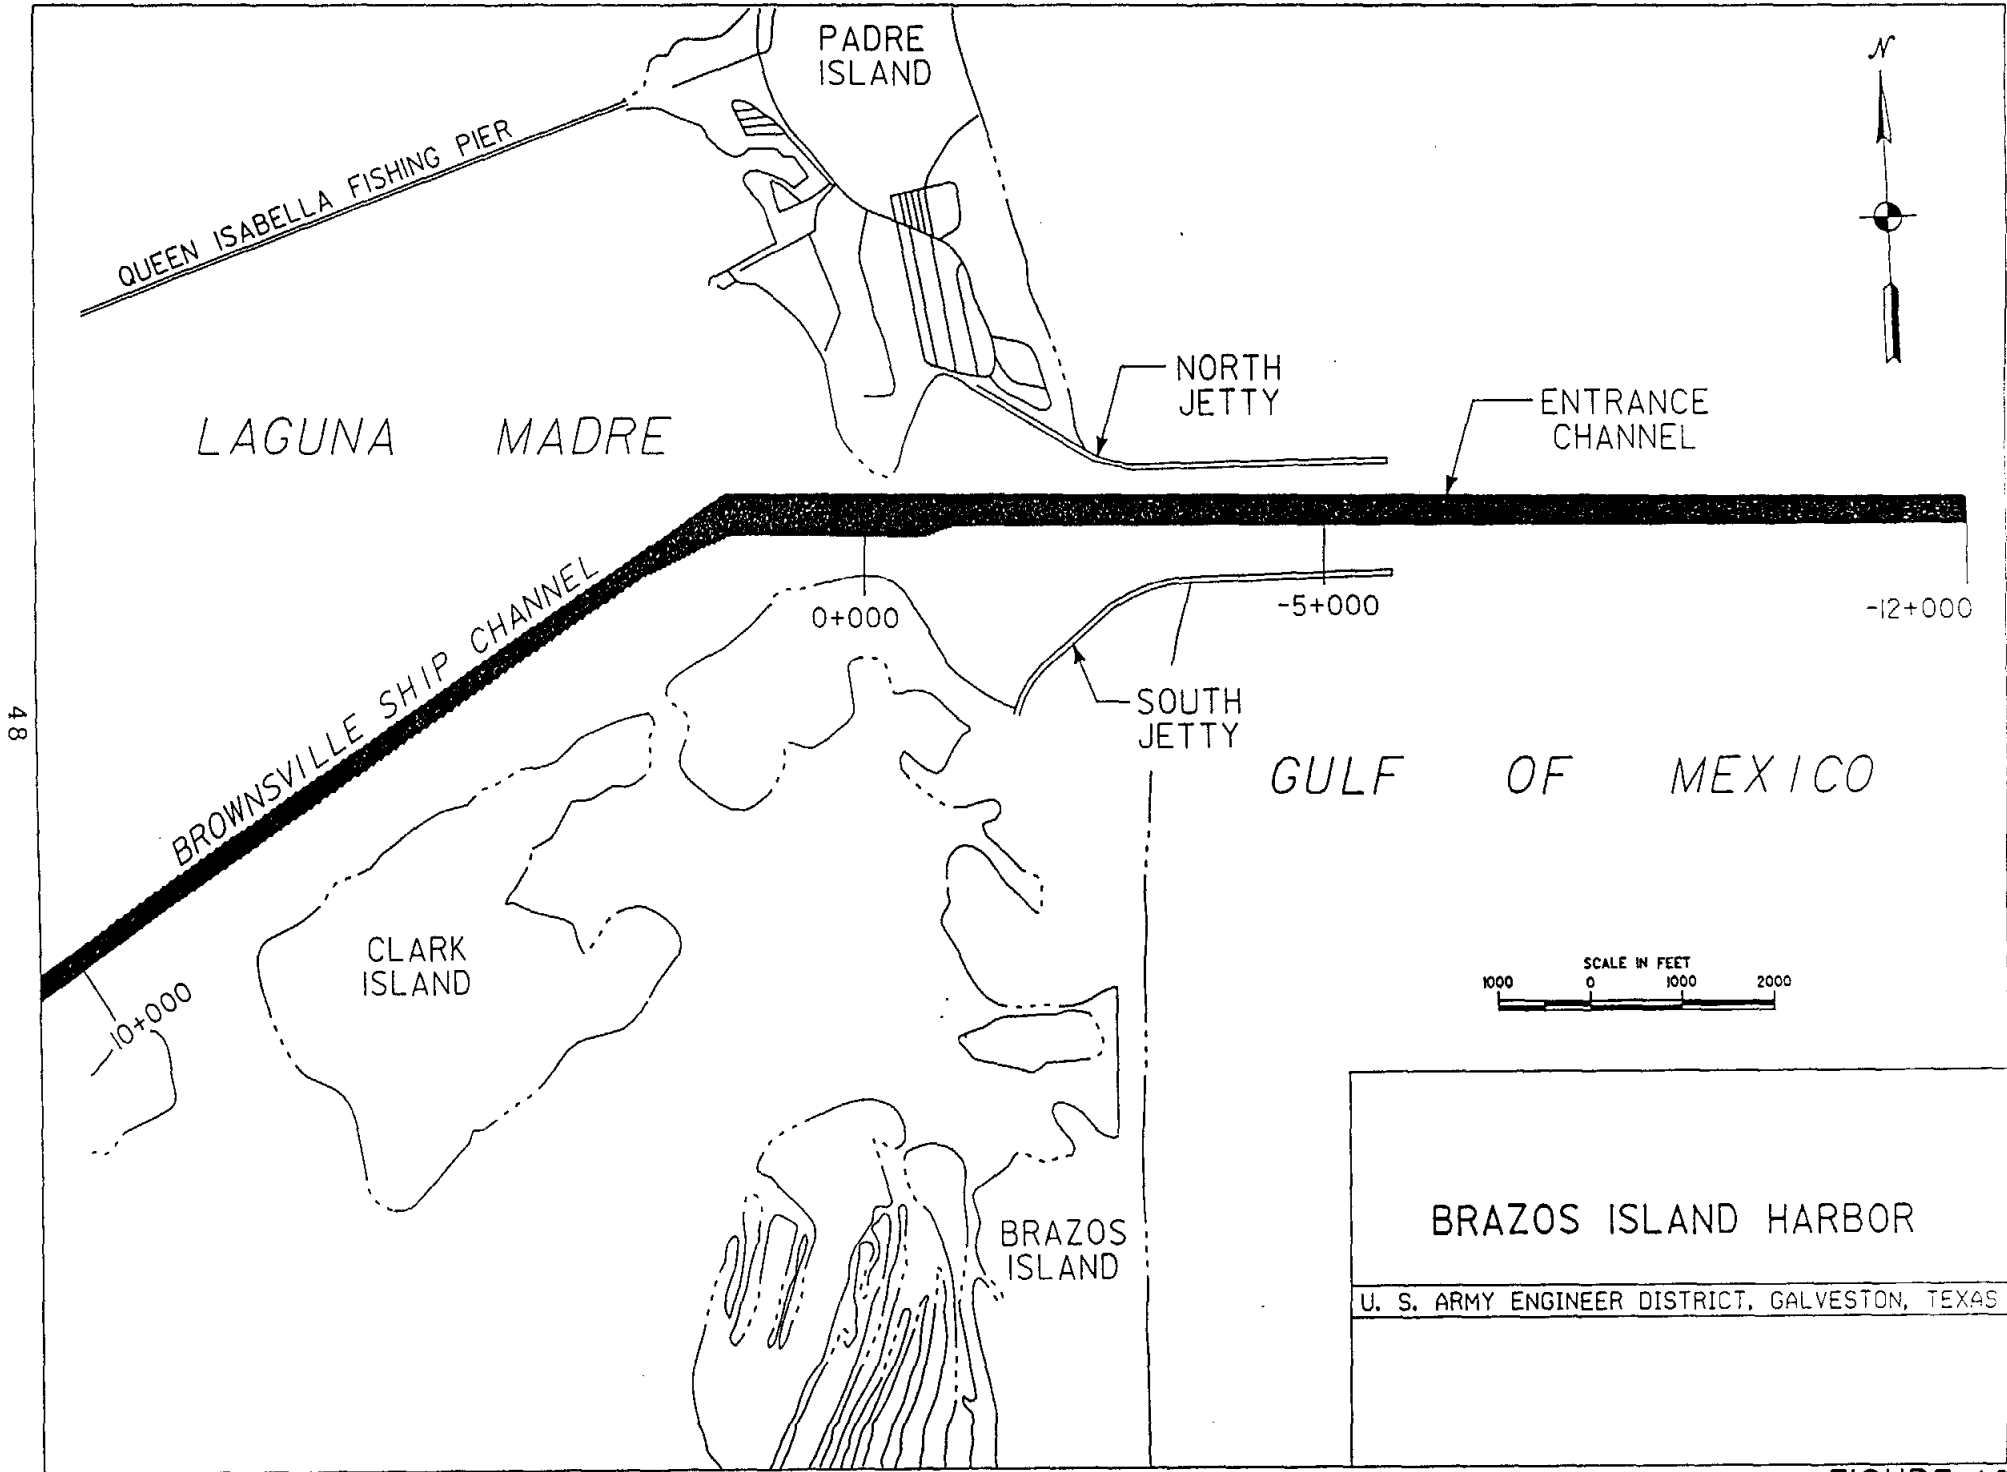 PADRE
ISLAND
N
QUEEN ISABELLA FISHING PIER
NORTH
JETTY
ENTRANCE
CHANNEL
LAGUNA MADRE
BROWNSVILLE SHIP CHANNEL
0+000
-5+000
-12+000
SOUTH
JETTY
48
GULF OF MEXICO
CLARK
ISLAND
10+000
SCALE IN FEET
1000 0 1000 2000
BRAZOS
ISLAND
BRAZOS ISLAND HARBOR
U. S. ARMY ENGINEER DISTRICT, GALVESTON, TEXAS